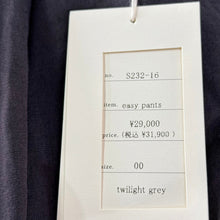 no. S232-16
item. easy pants
¥29,000
price. (税込 ¥31,900)
size. 00
twilight grey